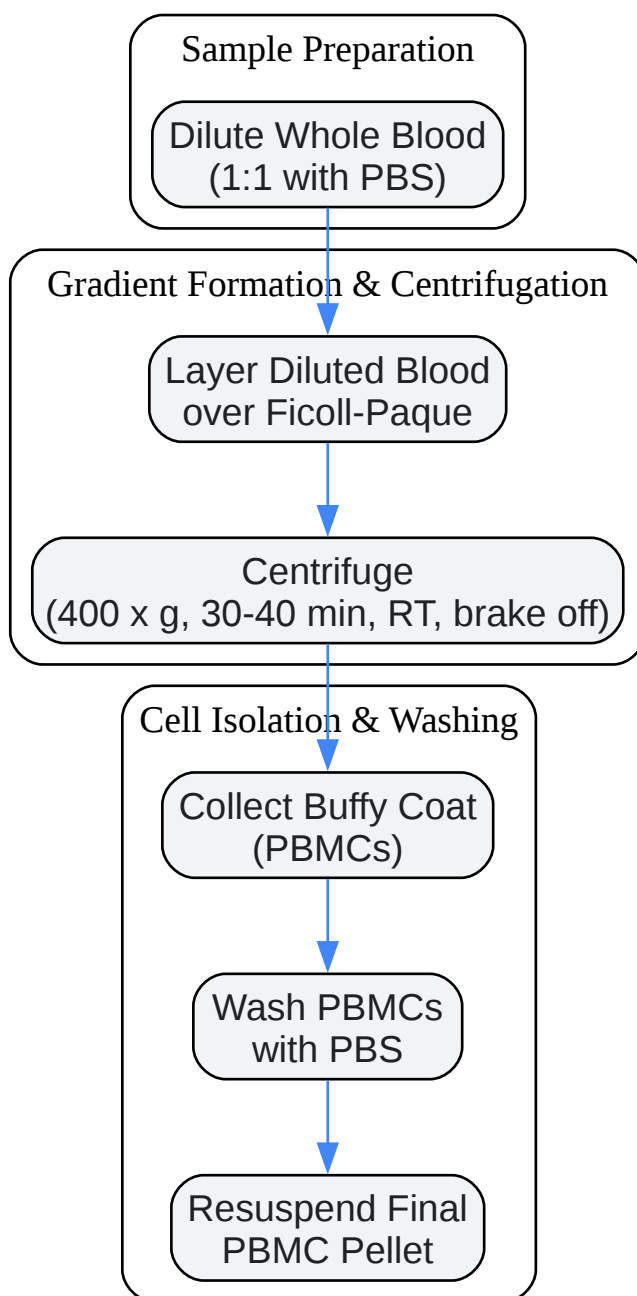 Sample Preparation
Dilute Whole Blood
(1:1 with PBS)
Gradient Formation & Centrifugation
Layer Diluted Blood
over Ficoll-Paque
Centrifuge
(400 x g, 30-40 min, RT, brake off)
Cell Isolation & Washing
Collect Buffy Coat
(PBMCs)
Wash PBMCs
with PBS
Resuspend Final
PBMC Pellet